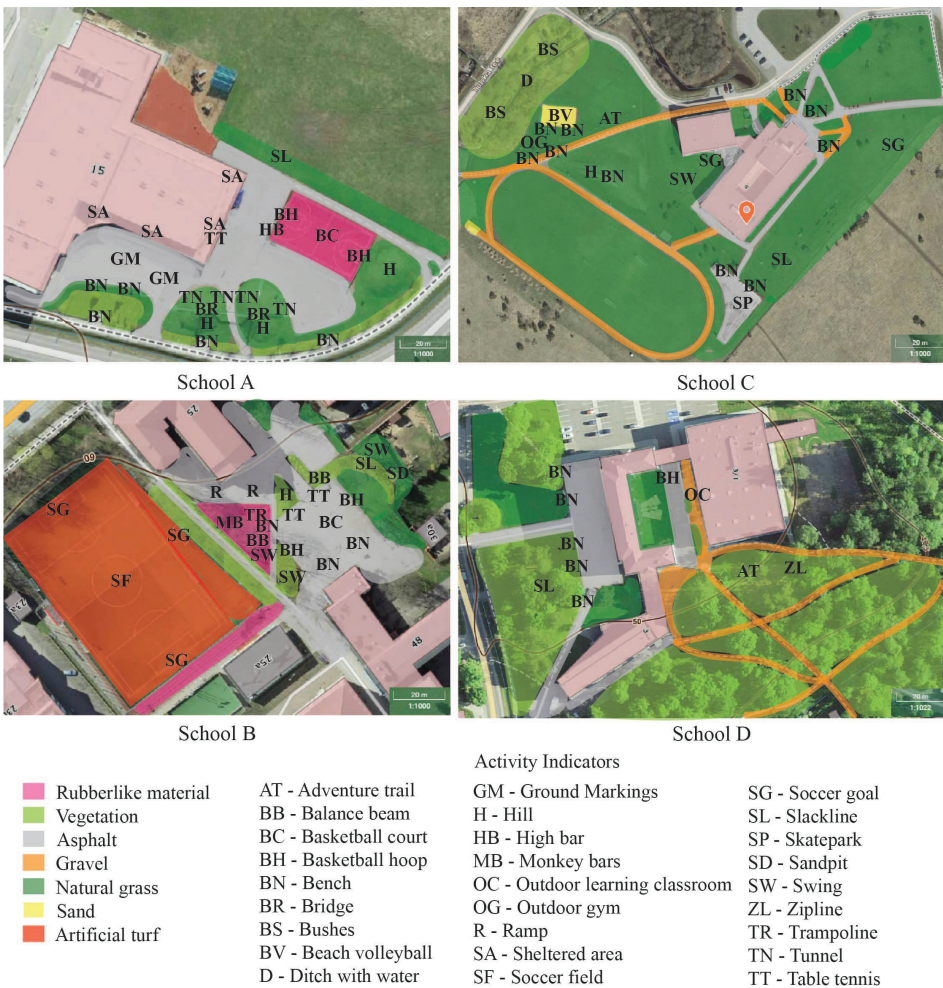 15
SL
SA
SA
SA
SA
TT
BH
HB
BC
BH
H
GM
GM
BN
BN
BN
TN
TN
TN
TN
BR
BR
H
H
BN
BN
20 m
1:1000
School A
BS
D
BS
BV
BN
BN
AT
OG
BN
BN
H
BN
SG
SW
BN
BN
BN
SG
SL
BN
BN
SP
20 m
1:1000
School C
60
25
SG
SG
SF
SG
R
R
H
BB
TT
TT
SW
SL
SD
BH
BC
MB
TR
BN
BB
SW
BH
BN
BN
SW
30a
23a
25a
48
20 m
1:1000
School B
BN
BN
BH
OC
BN
BN
BN
SL
AT
ZL
50
20 m
1:1022
School D
Activity Indicators
Rubberlike material
Vegetation
Asphalt
Gravel
Natural grass
Sand
Artificial turf
AT - Adventure trail
BB - Balance beam
BC - Basketball court
BH - Basketball hoop
BN - Bench
BR - Bridge
BS - Bushes
BV - Beach volleyball
D - Ditch with water
GM - Ground Markings
H - Hill
HB - High bar
MB - Monkey bars
OC - Outdoor learning classroom
OG - Outdoor gym
R - Ramp
SA - Sheltered area
SF - Soccer field
SG - Soccer goal
SL - Slackline
SP - Skatepark
SD - Sandpit
SW - Swing
ZL - Zipline
TR - Trampoline
TN - Tunnel
TT - Table tennis